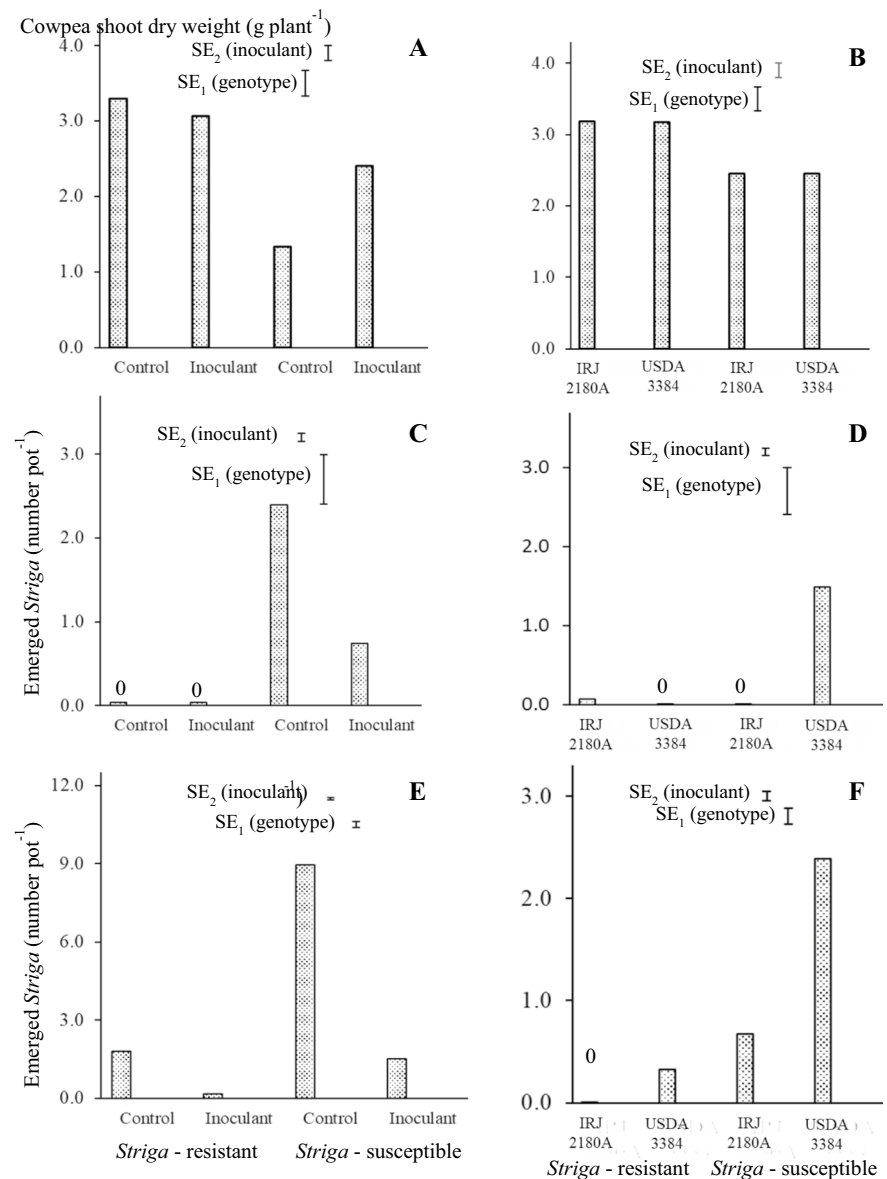 Cowpea shoot dry weight (g plant-1)
A
SE2 (inoculant)
SE1 (genotype)
4.0
3.0
2.0
1.0
0.0
Control Inoculant Control Inoculant
B
SE2 (inoculant)
SE1 (genotype)
4.0
3.0
2.0
1.0
0.0
IRJ USDA IRJ USDA
2180A 3384 2180A 3384
Emerged Striga (number pot-1)
C
SE2 (inoculant)
SE1 (genotype)
3.0
2.0
1.0
0.0
0 0
Control Inoculant Control Inoculant
D
SE2 (inoculant)
SE1 (genotype)
3.0
2.0
1.0
0.0
0 0
IRJ USDA IRJ USDA
2180A 3384 2180A 3384
Emerged Striga (number pot-1)
E
SE2 (inoculant)
-1)
SE1 (genotype)
12.0
9.0
6.0
3.0
0.0
Control Inoculant Control Inoculant
Striga - resistant Striga - susceptible
F
SE2 (inoculant)
SE1 (genotype)
3.0
2.0
1.0
0.0
0
IRJ USDA IRJ USDA
2180A 3384 2180A 3384
Striga - resistant Striga - susceptible